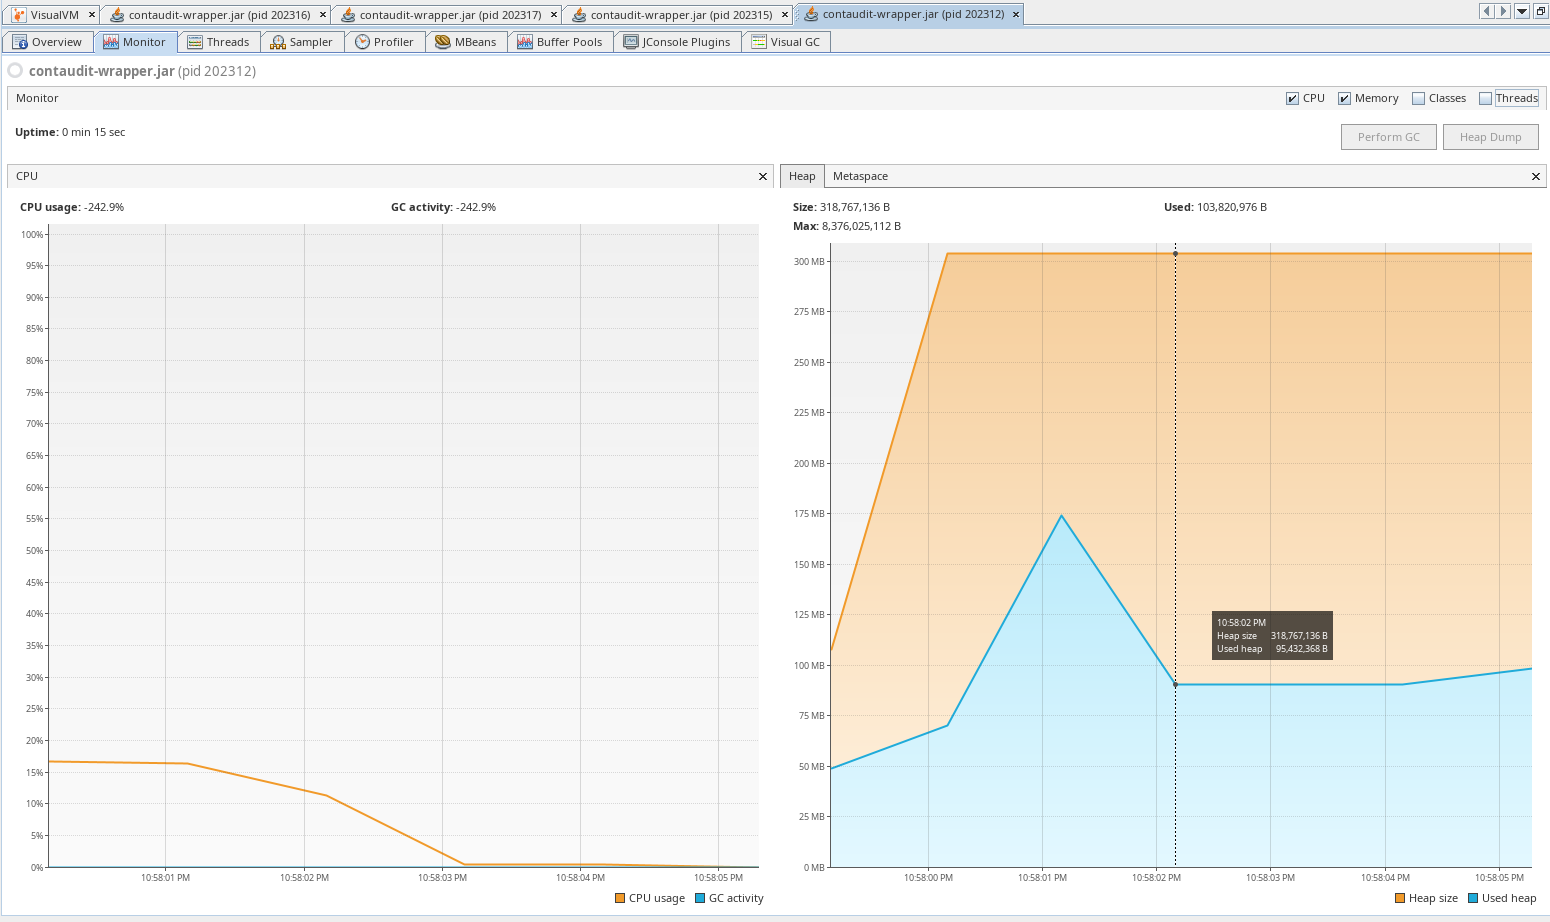 VisualVM
contaudit-wrapper.jar (pid 202316)
contaudit-wrapper.jar (pid 202317)
contaudit-wrapper.jar (pid 202315)
contaudit-wrapper.jar (pid 202312)
Overview Monitor Threads Sampler Profiler MBeans Buffer Pools JConsole Plugins Visual GC
contaudit-wrapper.jar (pid 202312)
Monitor
CPU Memory Classes Threads
Uptime: 0 min 15 sec
Perform GC Heap Dump
CPU
CPU usage: -242.9% GC activity: -242.9%
100%
95%
90%
85%
80%
75%
70%
65%
60%
55%
50%
45%
40%
35%
30%
25%
20%
15%
10%
5%
0%
10:58:01 PM 10:58:02 PM 10:58:03 PM 10:58:04 PM 10:58:05 PM
CPU usage GC activity
Heap Metaspace
Size: 318,767,136 B Used: 103,820,976 B
Max: 8,376,025,112 B
300 MB
275 MB
250 MB
225 MB
200 MB
175 MB
150 MB
125 MB
100 MB
75 MB
50 MB
25 MB
0 MB
10:58:02 PM
Heap size 318,767,136 B
Used heap 95,432,368 B
10:58:00 PM 10:58:01 PM 10:58:02 PM 10:58:03 PM 10:58:04 PM 10:58:05 PM
Heap size Used heap